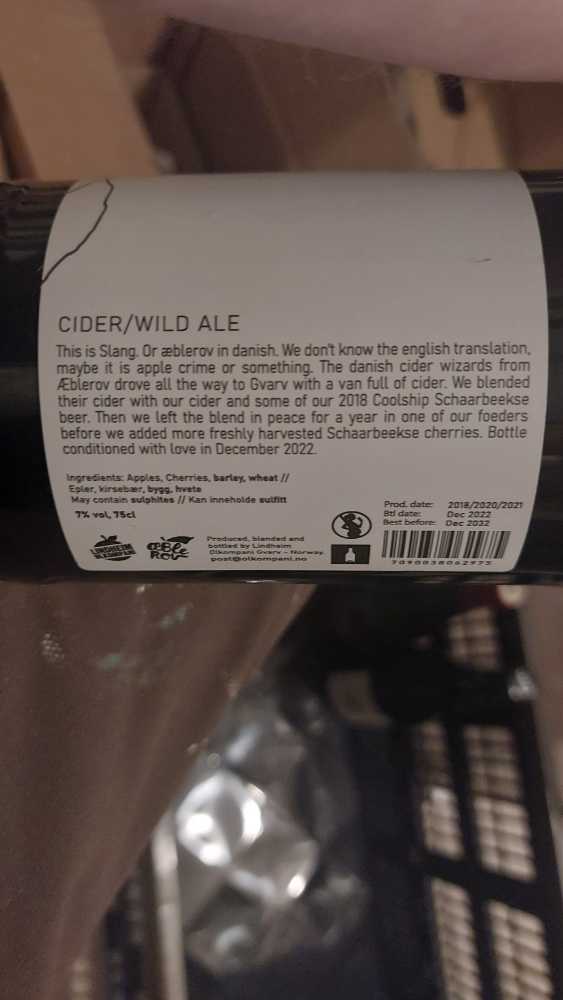 CIDER/WILD ALE
This is Slang. Or æblerov in danish. We don't know the english translation,
maybe it is apple crime or something. The danish cider wizards from
Æblerov drove all the way to Gvarv with a van full of cider. We blended
their cider with our cider and some of our 2018 Coolship Schaarbeekse
beer. Then we left the blend in peace for a year in one of our foeders
before we added more freshly harvested Schaarbeekse cherries. Bottle
conditioned with love in December 2022.
Ingredients: Apples, Cherries, barley, wheat //
Epler, kirsebær, bygg, hvete
May contain sulphites // Kan inneholde sulfitt
7% vol, 75cl
LINDHEIM
ØLKOMPANI
ÆBLE
ROV
Produced, blended and
bottled by Lindheim
Ølkompani Gvarv - Norway.
post@olkompani.no
Prod. date: 2018/2020/2021
Btl date: Dec 2022
Best before: Dec 2032
7090038062975